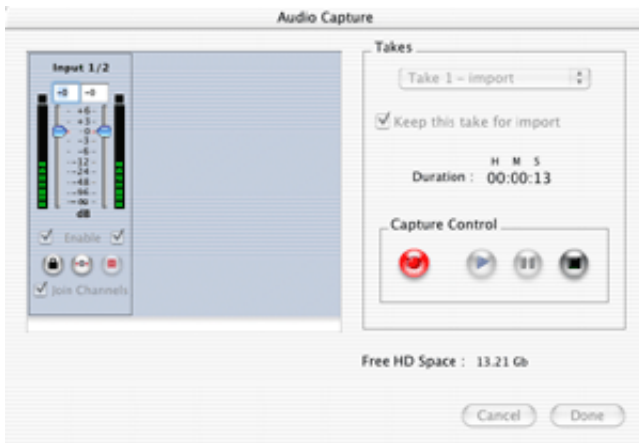 Audio Capture
Input 1/2
-0 -0
+6
+3
-0
-3
-6
-12
-24
-48
-96
-∞
dB
Enable
Join Channels
Takes
Take 1 - import
Keep this take for import
H M S
Duration : 00:00:13
Capture Control
Free HD Space : 13.21 Gb
Cancel Done